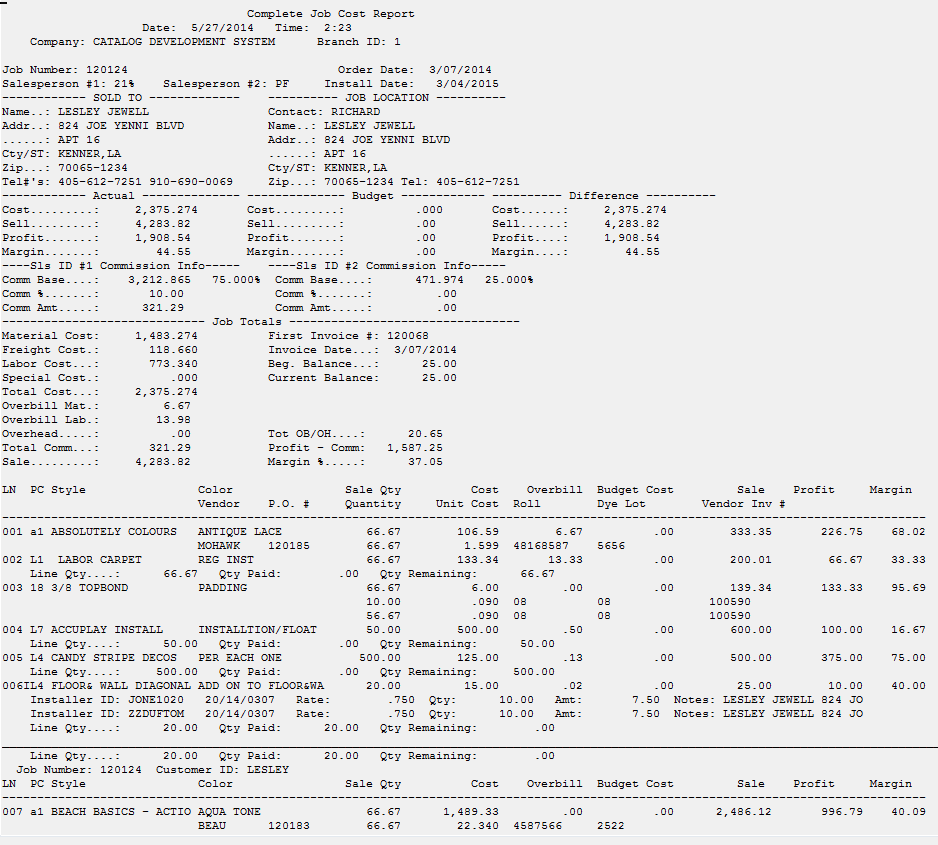 Complete Job Cost Report
Date:  5/27/2014   Time:  2:23
Company: CATALOG DEVELOPMENT SYSTEM      Branch ID: 1
Job Number: 120124                              Order Date:  3/07/2014
Salesperson #1: 21%    Salesperson #2: PF     Install Date:   3/04/2015
------------ SOLD TO -------------    ---------- JOB LOCATION ----------
Name..: LESLEY JEWELL                 Contact: RICHARD
Addr..: 824 JOE YENNI BLVD            Name..: LESLEY JEWELL
......: APT 16                        Addr..: 824 JOE YENNI BLVD
Cty/ST: KENNER,LA                     ......: APT 16
Zip...: 70065-1234                    Cty/ST: KENNER,LA
Tel#'s: 405-612-7251 910-690-0069     Zip...: 70065-1234 Tel: 405-612-7251
------------ Actual -------------- -------------- Budget ------------ ---------- Difference ----------
Cost.........:     2,375.274       Cost.........:          .000       Cost......:     2,375.274
Sell.........:     4,283.82        Sell.........:          .00        Sell......:     4,283.82
Profit.......:     1,908.54        Profit.......:          .00        Profit....:     1,908.54
Margin.......:        44.55        Margin.......:          .00        Margin....:        44.55
----Sls ID #1 Commission Info-----    ----Sls ID #2 Commission Info-----
Comm Base....:    3,212.865   75.000%  Comm Base....:      471.974   25.000%
Comm %.......:       10.00             Comm %.......:         .00
Comm Amt.....:      321.29             Comm Amt.....:         .00
----------------------------- Job Totals ---------------------------------
Material Cost:     1,483.274          First Invoice #: 120068
Freight Cost.:       118.660          Invoice Date...:  3/07/2014
Labor Cost...:       773.340          Beg. Balance...:      25.00
Special Cost.:          .000          Current Balance:      25.00
Total Cost...:     2,375.274
Overbill Mat.:         6.67
Overbill Lab.:        13.98
Overhead.....:          .00           Tot OB/OH....:      20.65
Total Comm...:       321.29           Profit - Comm:   1,587.25
Sale.........:     4,283.82           Margin %.....:      37.05
LN  PC Style                Color                Sale Qty          Cost    Overbill  Budget Cost         Sale    Profit     Margin
Vendor    P.O. #     Quantity     Unit Cost  Roll        Dye Lot        Vendor Inv #
001 a1 ABSOLUTELY COLOURS   ANTIQUE LACE            66.67        106.59        6.67          .00       333.35     226.75    68.02
MOHAWK    120185        66.67         1.599  48168587    5656
002 L1  LABOR CARPET        REG INST                66.67        133.34       13.33          .00       200.01      66.67    33.33
Line Qty....:      66.67   Qty Paid:        .00   Qty Remaining:      66.67
003 18 3/8 TOPBOND          PADDING                 66.67          6.00         .00          .00       139.34     133.33    95.69
10.00          .090  08          08              100590
56.67          .090  08          08              100590
004 L7 ACCUPLAY INSTALL     INSTALLTION/FLOAT       50.00        500.00         .50          .00       600.00     100.00    16.67
Line Qty....:      50.00   Qty Paid:        .00   Qty Remaining:      50.00
005 L4 CANDY STRIPE DECOS   PER EACH ONE           500.00        125.00         .13          .00       500.00     375.00    75.00
Line Qty....:     500.00   Qty Paid:        .00   Qty Remaining:     500.00
006IL4 FLOOR& WALL DIAGONAL ADD ON TO FLOOR&WA      20.00         15.00         .02          .00        25.00      10.00    40.00
Installer ID: JONE1020   20/14/0307   Rate:        .750  Qty:      10.00   Amt:       7.50  Notes: LESLEY JEWELL 824 JO
Installer ID: ZZDUFTOM   20/14/0307   Rate:        .750  Qty:      10.00   Amt:       7.50  Notes: LESLEY JEWELL 824 JO
Line Qty....:      20.00   Qty Paid:      20.00   Qty Remaining:        .00
Line Qty....:      20.00   Qty Paid:      20.00   Qty Remaining:        .00
Job Number: 120124  Customer ID: LESLEY
LN  PC Style                Color                Sale Qty          Cost    Overbill  Budget Cost         Sale    Profit     Margin
007 a1 BEACH BASICS - ACTIO AQUA TONE               66.67      1,489.33         .00          .00     2,486.12     996.79    40.09
BEAU      120183        66.67        22.340  4587566     2522